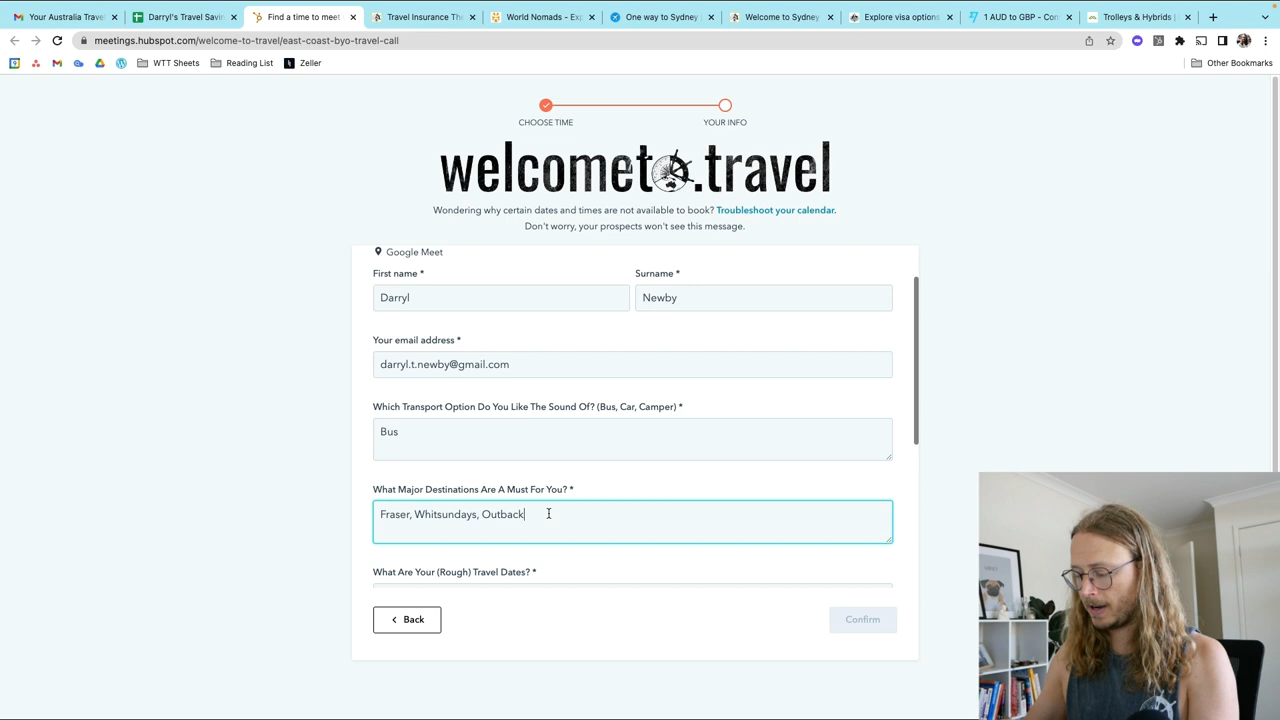 Your Australia Trave
Darryl's Travel Savin
Find a time to meet
Travel Insurance Th
World Nomads - Exp
One way to Sydney
Welcome to Sydney
Explore visa options
1 AUD to GBP - Con
Trolleys & Hybrids |
meetings.hubspot.com/welcome-to-travel/east-coast-byo-travel-call
WTT Sheets
Reading List
Zeller
Other Bookmarks
CHOOSE TIME
YOUR INFO
welcometo.travel
Wondering why certain dates and times are not available to book? Troubleshoot your calendar.
Don't worry, your prospects won't see this message.
Google Meet
First name *
Surname *
Darryl
Newby
Your email address *
darryl.t.newby@gmail.com
Which Transport Option Do You Like The Sound Of? (Bus, Car, Camper) *
Bus
What Major Destinations Are A Must For You? *
Fraser, Whitsundays, Outback
What Are Your (Rough) Travel Dates? *
Back
Confirm